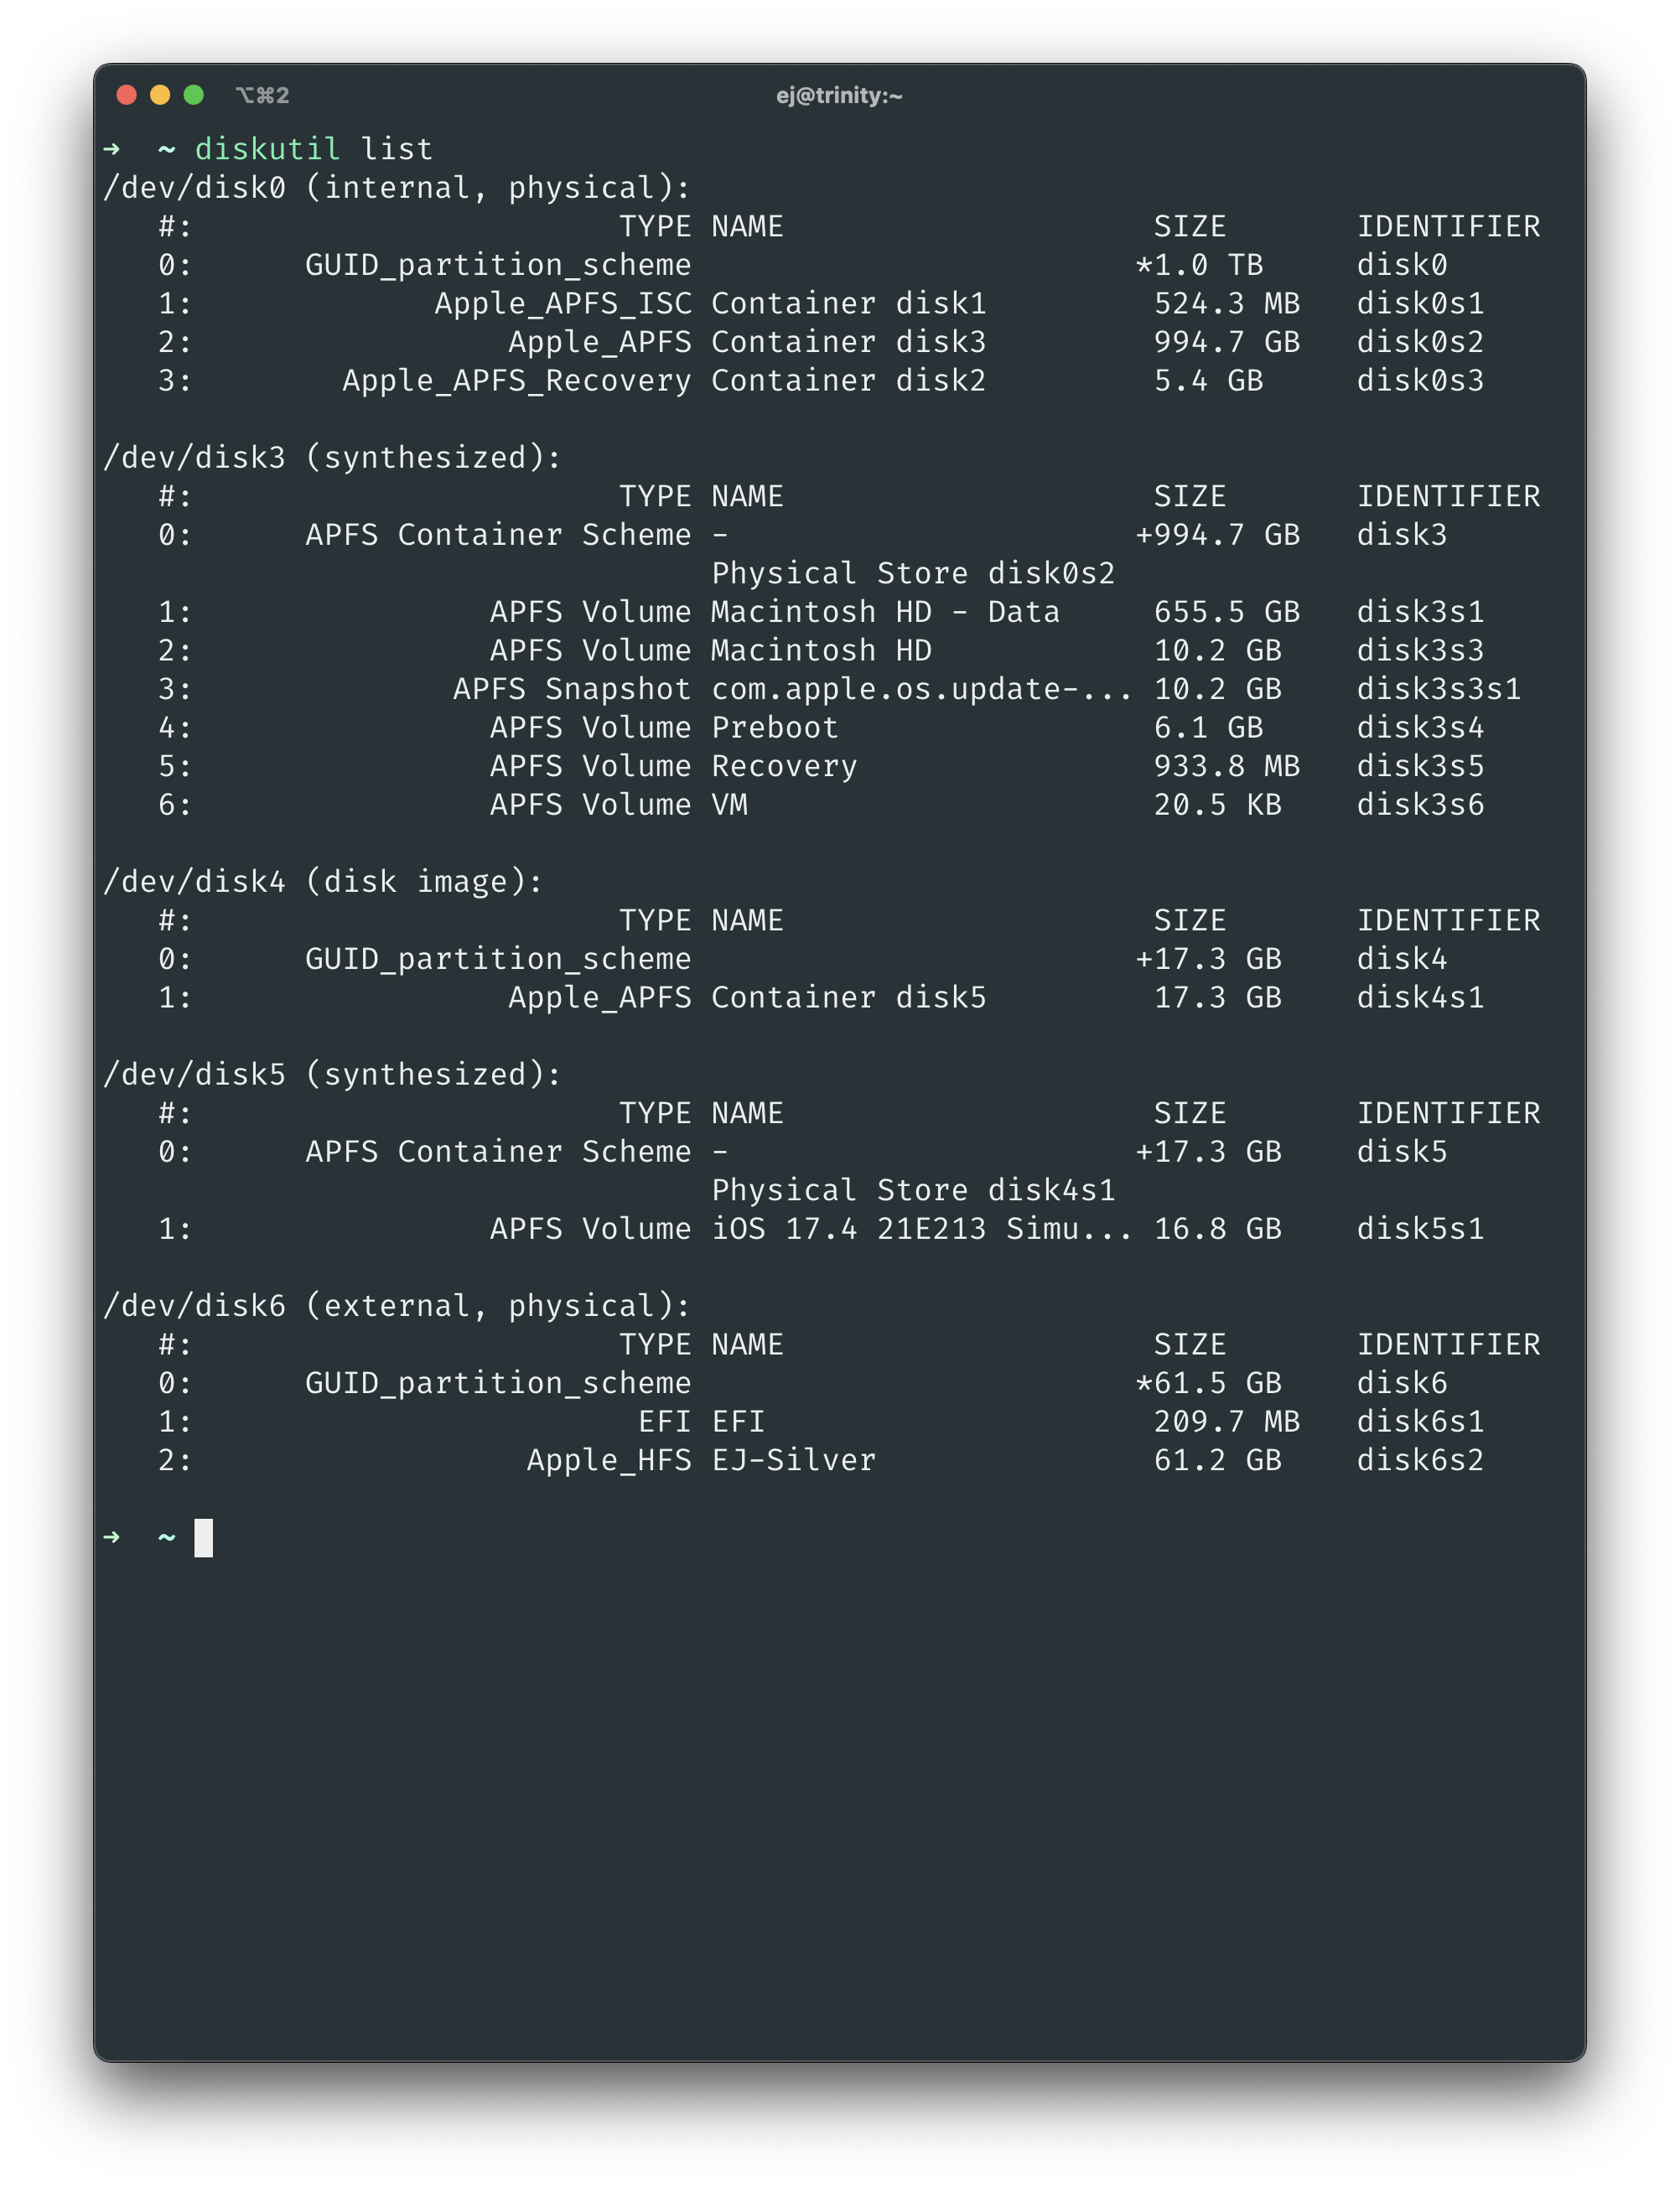 ⌥⌘2 ej@trinity:~
➜  ~ diskutil list
/dev/disk0 (internal, physical):
   #:                       TYPE NAME                    SIZE       IDENTIFIER
   0:      GUID_partition_scheme                        *1.0 TB     disk0
   1:             Apple_APFS_ISC Container disk1         524.3 MB   disk0s1
   2:                 Apple_APFS Container disk3         994.7 GB   disk0s2
   3:        Apple_APFS_Recovery Container disk2         5.4 GB     disk0s3

/dev/disk3 (synthesized):
   #:                       TYPE NAME                    SIZE       IDENTIFIER
   0:      APFS Container Scheme -                      +994.7 GB   disk3
                                 Physical Store disk0s2
   1:                APFS Volume Macintosh HD - Data     655.5 GB   disk3s1
   2:                APFS Volume Macintosh HD            10.2 GB    disk3s3
   3:              APFS Snapshot com.apple.os.update-... 10.2 GB    disk3s3s1
   4:                APFS Volume Preboot                 6.1 GB     disk3s4
   5:                APFS Volume Recovery                933.8 MB   disk3s5
   6:                APFS Volume VM                      20.5 KB    disk3s6

/dev/disk4 (disk image):
   #:                       TYPE NAME                    SIZE       IDENTIFIER
   0:      GUID_partition_scheme                        +17.3 GB    disk4
   1:                 Apple_APFS Container disk5         17.3 GB    disk4s1

/dev/disk5 (synthesized):
   #:                       TYPE NAME                    SIZE       IDENTIFIER
   0:      APFS Container Scheme -                      +17.3 GB    disk5
                                 Physical Store disk4s1
   1:                APFS Volume iOS 17.4 21E213 Simu... 16.8 GB    disk5s1

/dev/disk6 (external, physical):
   #:                       TYPE NAME                    SIZE       IDENTIFIER
   0:      GUID_partition_scheme                        *61.5 GB    disk6
   1:                        EFI EFI                     209.7 MB   disk6s1
   2:                  Apple_HFS EJ-Silver               61.2 GB    disk6s2

➜  ~